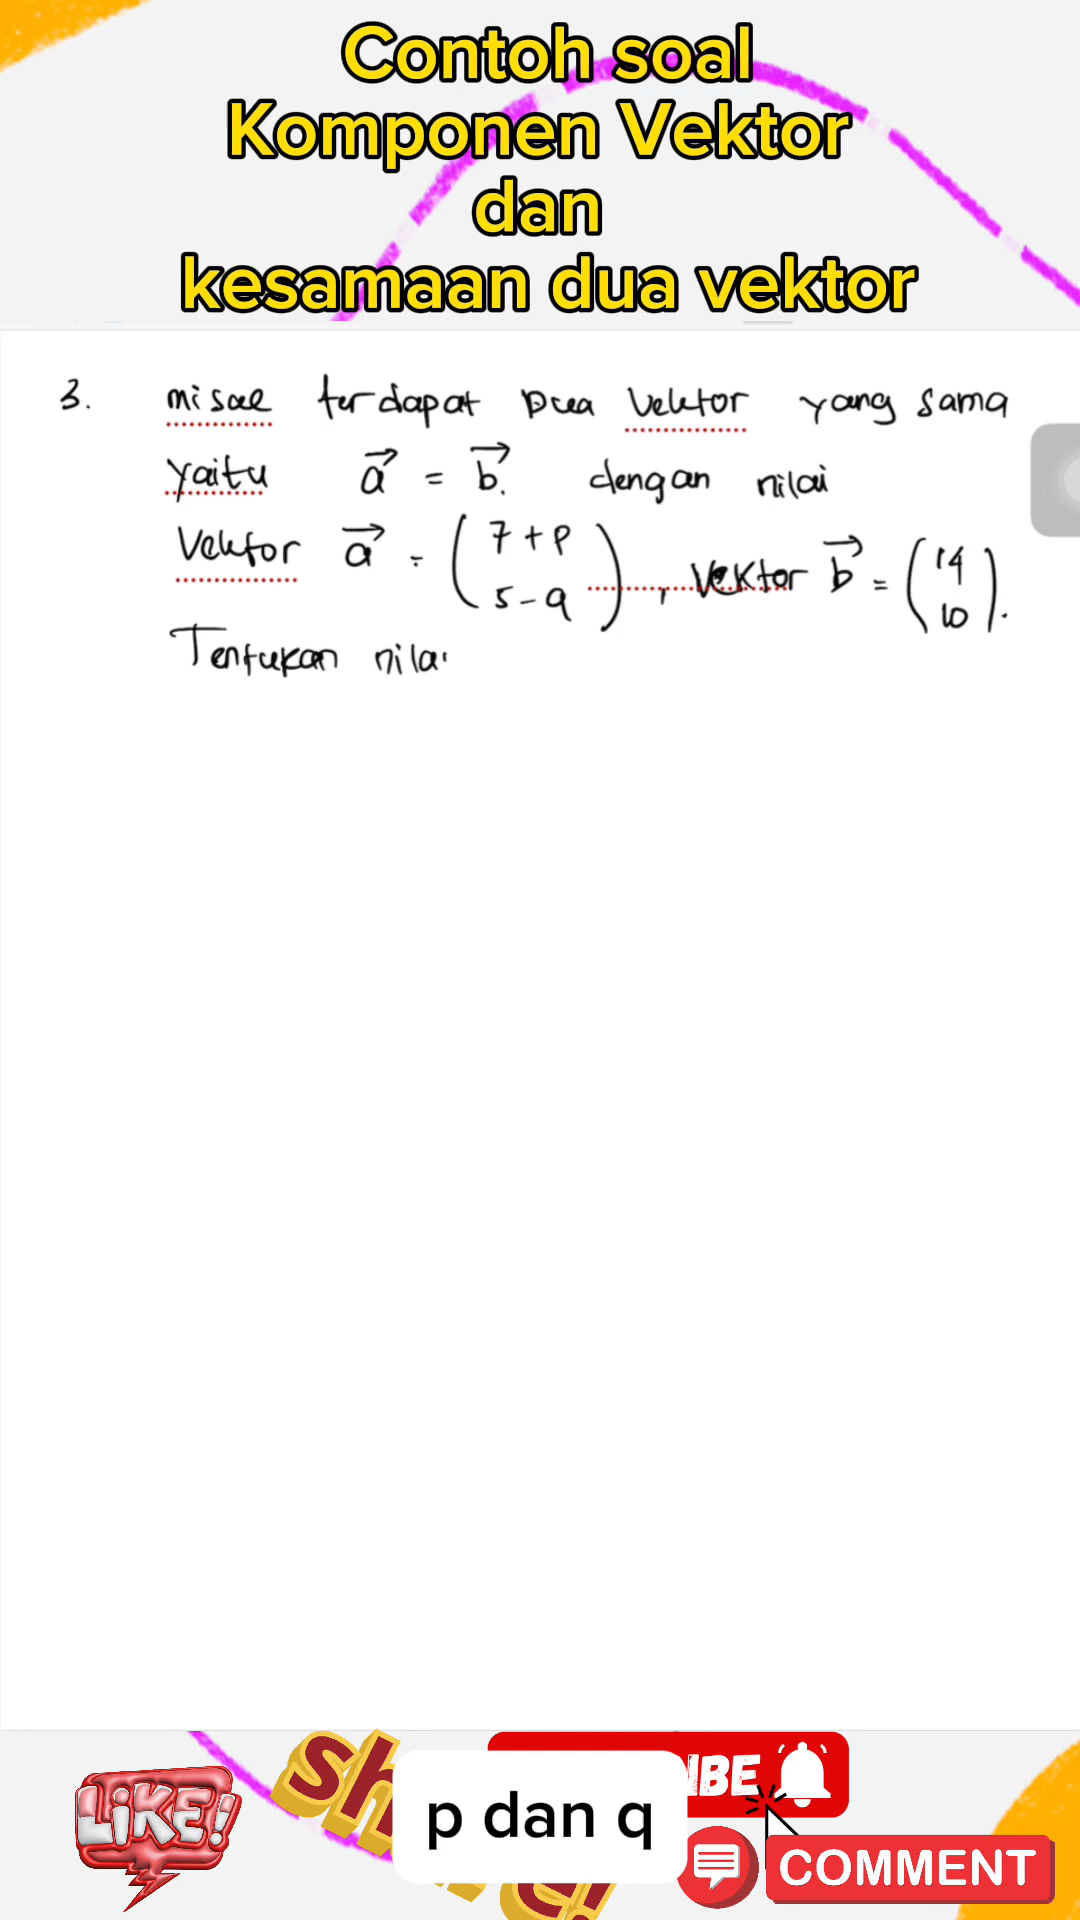 Contoh soal
Komponen Vektor
dan
kesamaan dua vektor
3. misal terdapat Dua Vektor yang sama
yaitu a⃗ = b⃗. dengan nilai
Vektor a⃗ = (7+p 5-q), Vektor b⃗ = (14 10).
Tentukan nilai
LiKE!
IBE
p dan q
COMMENT